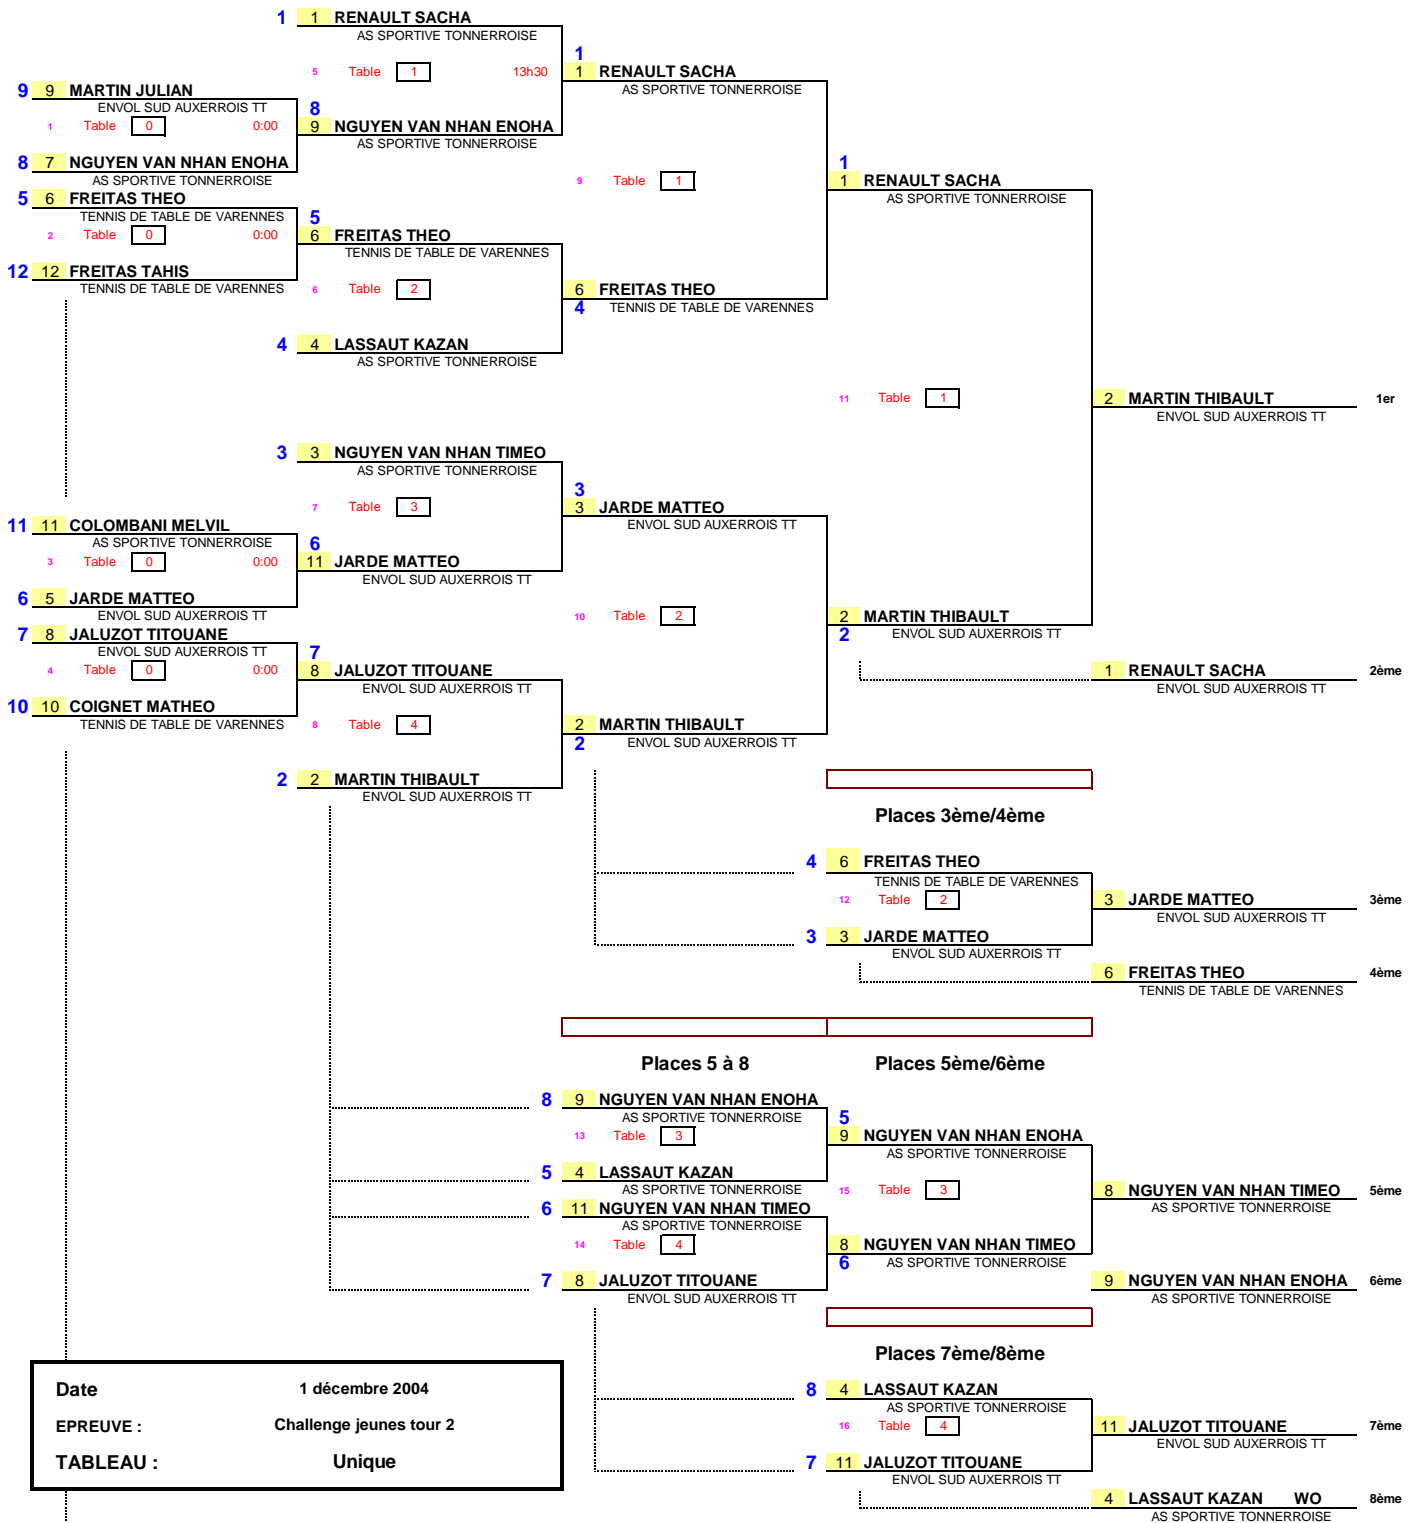 1 1 RENAULT SACHA
AS SPORTIVE TONNERROISE
1
5 Table 1 13h30 1 RENAULT SACHA
AS SPORTIVE TONNERROISE
9 9 MARTIN JULIAN
ENVOL SUD AUXERROIS TT
8
1 Table 0 0:00 9 NGUYEN VAN NHAN ENOHA
AS SPORTIVE TONNERROISE
8 7 NGUYEN VAN NHAN ENOHA
AS SPORTIVE TONNERROISE
1
9 Table 1 1 RENAULT SACHA
AS SPORTIVE TONNERROISE
5 6 FREITAS THEO
TENNIS DE TABLE DE VARENNES
5
2 Table 0 0:00 6 FREITAS THEO
TENNIS DE TABLE DE VARENNES
12 12 FREITAS TAHIS
TENNIS DE TABLE DE VARENNES
6 Table 2 6 FREITAS THEO
4 TENNIS DE TABLE DE VARENNES
4 4 LASSAUT KAZAN
AS SPORTIVE TONNERROISE
11 Table 1 2 MARTIN THIBAULT 1er
ENVOL SUD AUXERROIS TT
3 3 NGUYEN VAN NHAN TIMEO
AS SPORTIVE TONNERROISE
3
7 Table 3 3 JARDE MATTEO
ENVOL SUD AUXERROIS TT
11 11 COLOMBANI MELVIL
AS SPORTIVE TONNERROISE
6
3 Table 0 0:00 11 JARDE MATTEO
ENVOL SUD AUXERROIS TT
6 5 JARDE MATTEO
ENVOL SUD AUXERROIS TT
10 Table 2 2 MARTIN THIBAULT
2 ENVOL SUD AUXERROIS TT
7 8 JALUZOT TITOUANE
ENVOL SUD AUXERROIS TT
7
4 Table 0 0:00 8 JALUZOT TITOUANE
ENVOL SUD AUXERROIS TT
1 RENAULT SACHA 2ème
ENVOL SUD AUXERROIS TT
10 10 COIGNET MATHEO
TENNIS DE TABLE DE VARENNES
8 Table 4 2 MARTIN THIBAULT
2 ENVOL SUD AUXERROIS TT
2 2 MARTIN THIBAULT
ENVOL SUD AUXERROIS TT
Places 3ème/4ème
4 6 FREITAS THEO
TENNIS DE TABLE DE VARENNES
12 Table 2 3 JARDE MATTEO 3ème
ENVOL SUD AUXERROIS TT
3 3 JARDE MATTEO
ENVOL SUD AUXERROIS TT
6 FREITAS THEO 4ème
TENNIS DE TABLE DE VARENNES
Places 5 à 8 Places 5ème/6ème
8 9 NGUYEN VAN NHAN ENOHA
AS SPORTIVE TONNERROISE
5
13 Table 3 9 NGUYEN VAN NHAN ENOHA
AS SPORTIVE TONNERROISE
5 4 LASSAUT KAZAN
AS SPORTIVE TONNERROISE
15 Table 3 8 NGUYEN VAN NHAN TIMEO 5ème
AS SPORTIVE TONNERROISE
6 11 NGUYEN VAN NHAN TIMEO
AS SPORTIVE TONNERROISE
14 Table 4 8 NGUYEN VAN NHAN TIMEO
6 AS SPORTIVE TONNERROISE
7 8 JALUZOT TITOUANE
ENVOL SUD AUXERROIS TT
9 NGUYEN VAN NHAN ENOHA 6ème
AS SPORTIVE TONNERROISE
Places 7ème/8ème
8 4 LASSAUT KAZAN
AS SPORTIVE TONNERROISE
16 Table 4 11 JALUZOT TITOUANE 7ème
ENVOL SUD AUXERROIS TT
7 11 JALUZOT TITOUANE
ENVOL SUD AUXERROIS TT
4 LASSAUT KAZAN WO 8ème
AS SPORTIVE TONNERROISE
Date 1 décembre 2004
EPREUVE : Challenge jeunes tour 2
TABLEAU : Unique